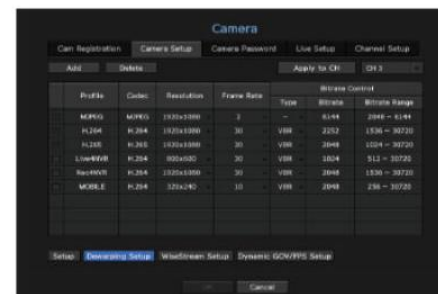 Camera
Cam Registration Camera Setup Camera Password Live Setup Channel Setup
Add Delete Apply to CH CH 1
Profile Codec Resolution Frame Rate Bitrate Control
Type Bitrate Bitrate Range
MJPEG MJPEG 1920x1080 2 - 6144 2048 ~ 6144
H.264 H.264 1920x1080 30 VBR 2252 1536 ~ 30720
H.265 H.265 1920x1080 30 VBR 2048 1024 ~ 30720
Live4NVR H.264 800x600 30 VBR 1024 512 ~ 30720
Rec4NVR H.264 1920x1080 30 VBR 2048 1536 ~ 30720
MOBILE H.264 320x240 10 VBR 2048 256 ~ 30720
Setup Dewarping Setup WiseStream Setup Dynamic GOV/FPS Setup
OK Cancel